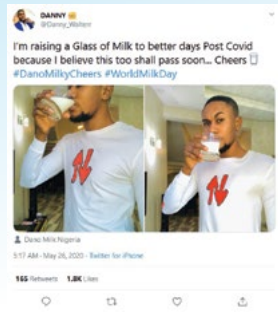 DANNY
@Danny_Walterr
I'm raising a Glass of Milk to better days Post Covid
because I believe this too shall pass soon... Cheers
#DanoMilkyCheers #WorldMilkDay
Dano Milk Nigeria
5:17 AM · May 26, 2020 · Twitter for iPhone
165 Retweets 1.8K Likes